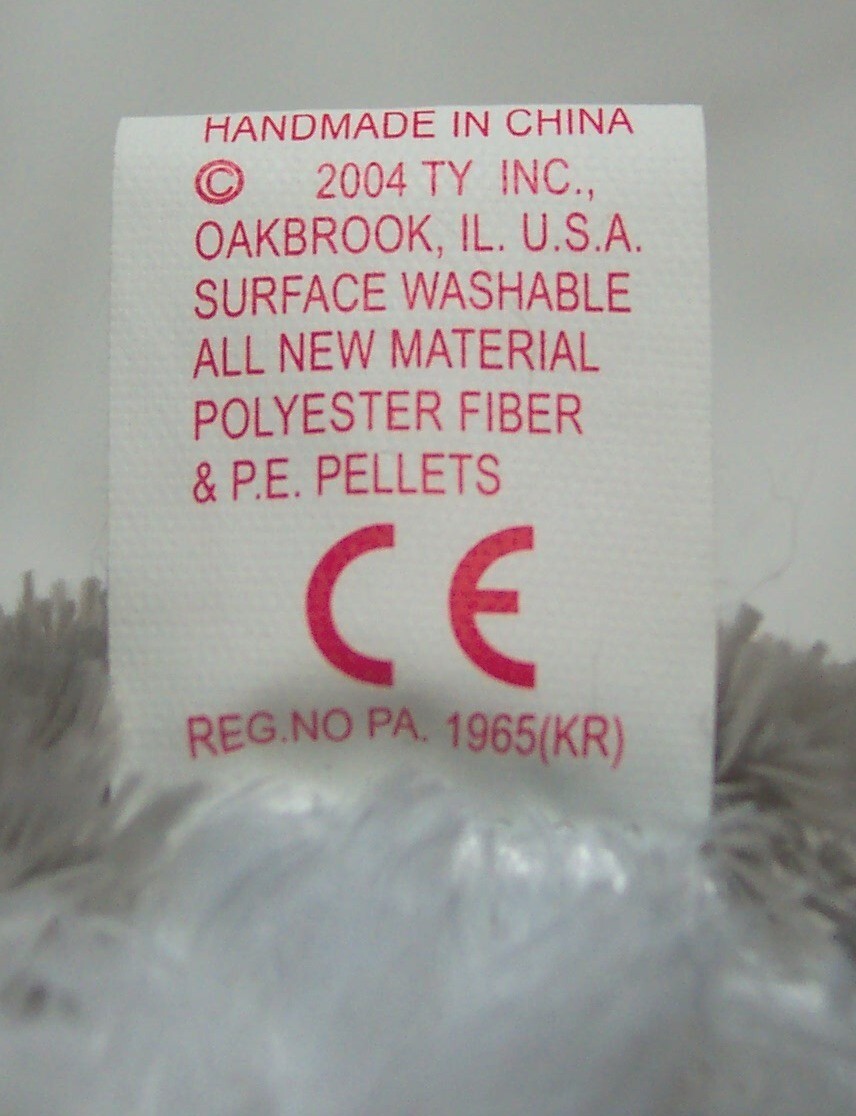 HANDMADE IN CHINA
© 2004 TY INC.,
OAKBROOK, IL. U.S.A.
SURFACE WASHABLE
ALL NEW MATERIAL
POLYESTER FIBER
& P.E. PELLETS
CE
REG.NO PA. 1965(KR)